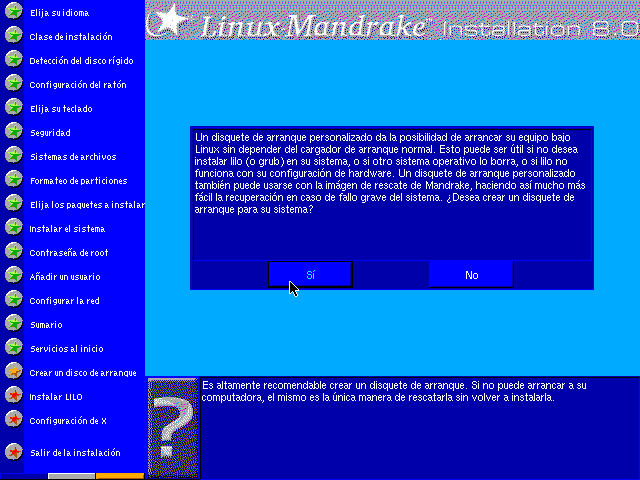 Linux Mandrake™ Installation 8.0
Elija su idioma
Clase de instalación
Detección del disco rígido
Configuración del ratón
Elija su teclado
Seguridad
Sistemas de archivos
Formateo de particiones
Elija los paquetes a instalar
Instalar el sistema
Contraseña de root
Añadir un usuario
Configurar la red
Sumario
Servicios al inicio
Crear un disco de arranque
Instalar LILO
Configuración de X
Salir de la instalación
Un disquete de arranque personalizado da la posibilidad de arrancar su equipo bajo
Linux sin depender del cargador de arranque normal. Esto puede ser útil si no desea
instalar lilo (o grub) en su sistema, o si otro sistema operativo lo borra, o si lilo no
funciona con su configuración de hardware. Un disquete de arranque personalizado
también puede usarse con la imágen de rescate de Mandrake, haciendo así mucho más
fácil la recuperación en caso de fallo grave del sistema. ¿Desea crear un disquete de
arranque para su sistema?
Sí
No
Es altamente recomendable crear un disquete de arranque. Si no puede arrancar a su
computadora, el mismo es la única manera de rescatarla sin volver a instalarla.